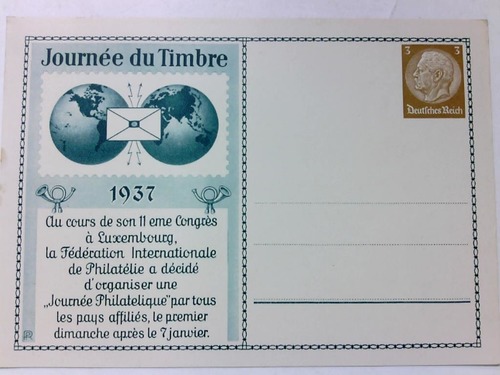 Journée du Timbre
3 3
Deutsches Reich
1937
Au cours de son 11 eme Congrès
à Luxembourg,
la Fédération Internationale
de Philatélie a décidé
d'organiser une
„Journée Philatelique" par tous
les pays affiliés, le premier
dimanche après le 7 janvier.